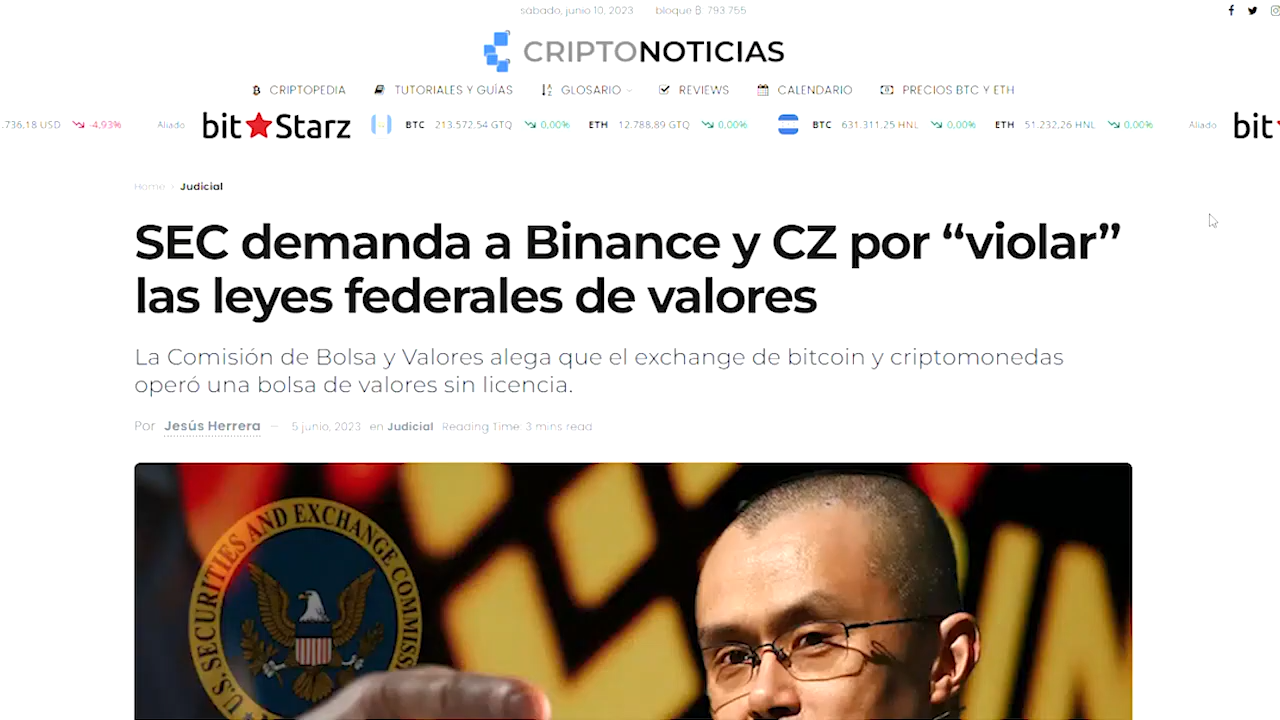 sábado, junio 10, 2023 bloque ₿ 793.755
CRIPTONOTICIAS
CRIPTOPEDIA TUTORIALES Y GUÍAS GLOSARIO REVIEWS CALENDARIO PRECIOS BTC Y ETH
.736,18 USD -4,93% Aliado bitStarz BTC 213.572,54 GTQ 0,00% ETH 12.788,89 GTQ 0,00% BTC 631.311,25 HNL 0,00% ETH 51.232,26 HNL 0,00% Aliado bit
Home > Judicial
SEC demanda a Binance y CZ por “violar”
las leyes federales de valores
La Comisión de Bolsa y Valores alega que el exchange de bitcoin y criptomonedas
operó una bolsa de valores sin licencia.
Por Jesús Herrera — 5 junio, 2023 en Judicial Reading Time: 3 mins read
U.S. SECURITIES AND EXCHANGE COMMISS